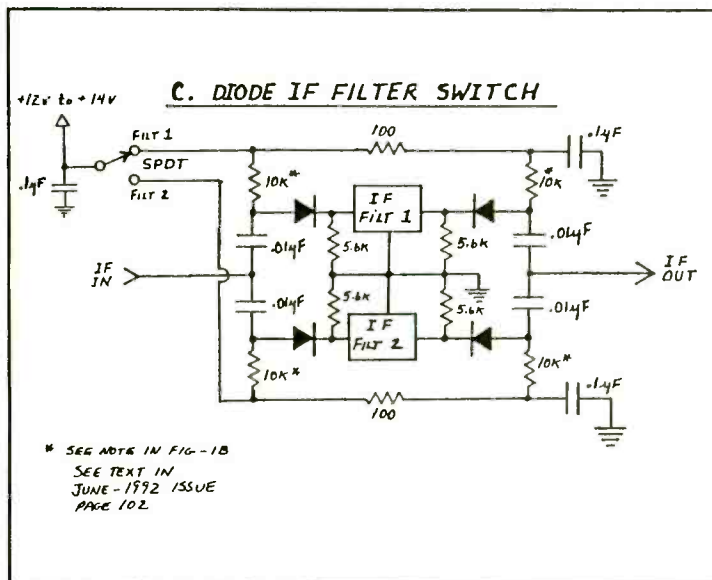 C. DIODE IF FILTER SWITCH
+12v to +14v
FILT 1
SPDT
FILT 2
.1µF
100
.1µF
10K*
*
10K
IF
FILT 1
.01µF
5.6K
5.6K
.01µF
IF
IN
IF
OUT
.01µF
5.6K
5.6K
.01µF
IF
FILT 2
10K*
10K*
100
.1µF
* SEE NOTE IN FIG-1B
SEE TEXT IN
JUNE-1992 ISSUE
PAGE 102